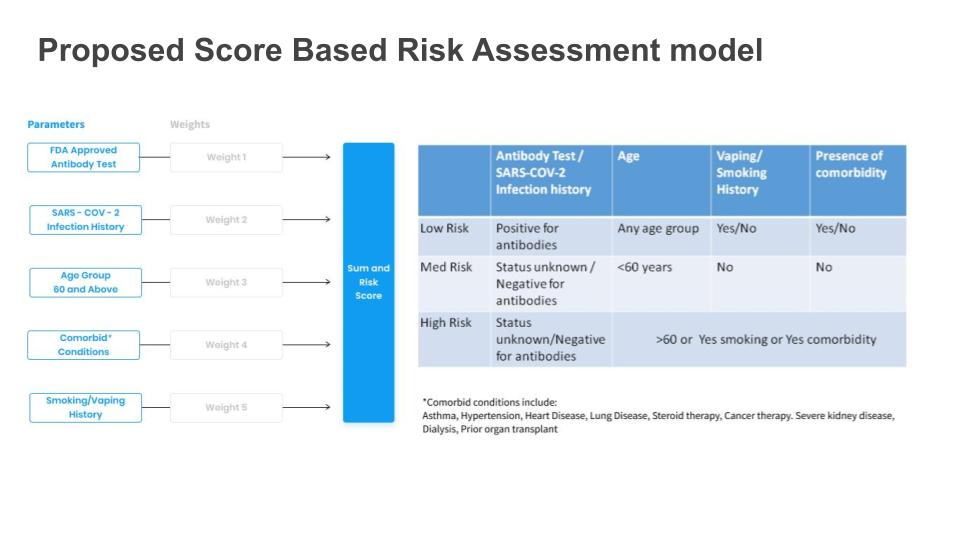 Proposed Score Based Risk Assessment model
Parameters
Weights
FDA Approved
Antibody Test
Weight 1
SARS - COV - 2
Infection History
Weight 2
Age Group
60 and Above
Weight 3
Comorbid*
Conditions
Weight 4
Smoking/Vaping
History
Weight 5
Sum and
Risk
Score
Antibody Test /
SARS-COV-2
Infection history
Age
Vaping/
Smoking
History
Presence of
comorbidity
Low Risk
Positive for
antibodies
Any age group
Yes/No
Yes/No
Med Risk
Status unknown /
Negative for
antibodies
<60 years
No
No
High Risk
Status
unknown/Negative
for antibodies
>60 or Yes smoking or Yes comorbidity
*Comorbid conditions include:
Asthma, Hypertension, Heart Disease, Lung Disease, Steroid therapy, Cancer therapy. Severe kidney disease,
Dialysis, Prior organ transplant